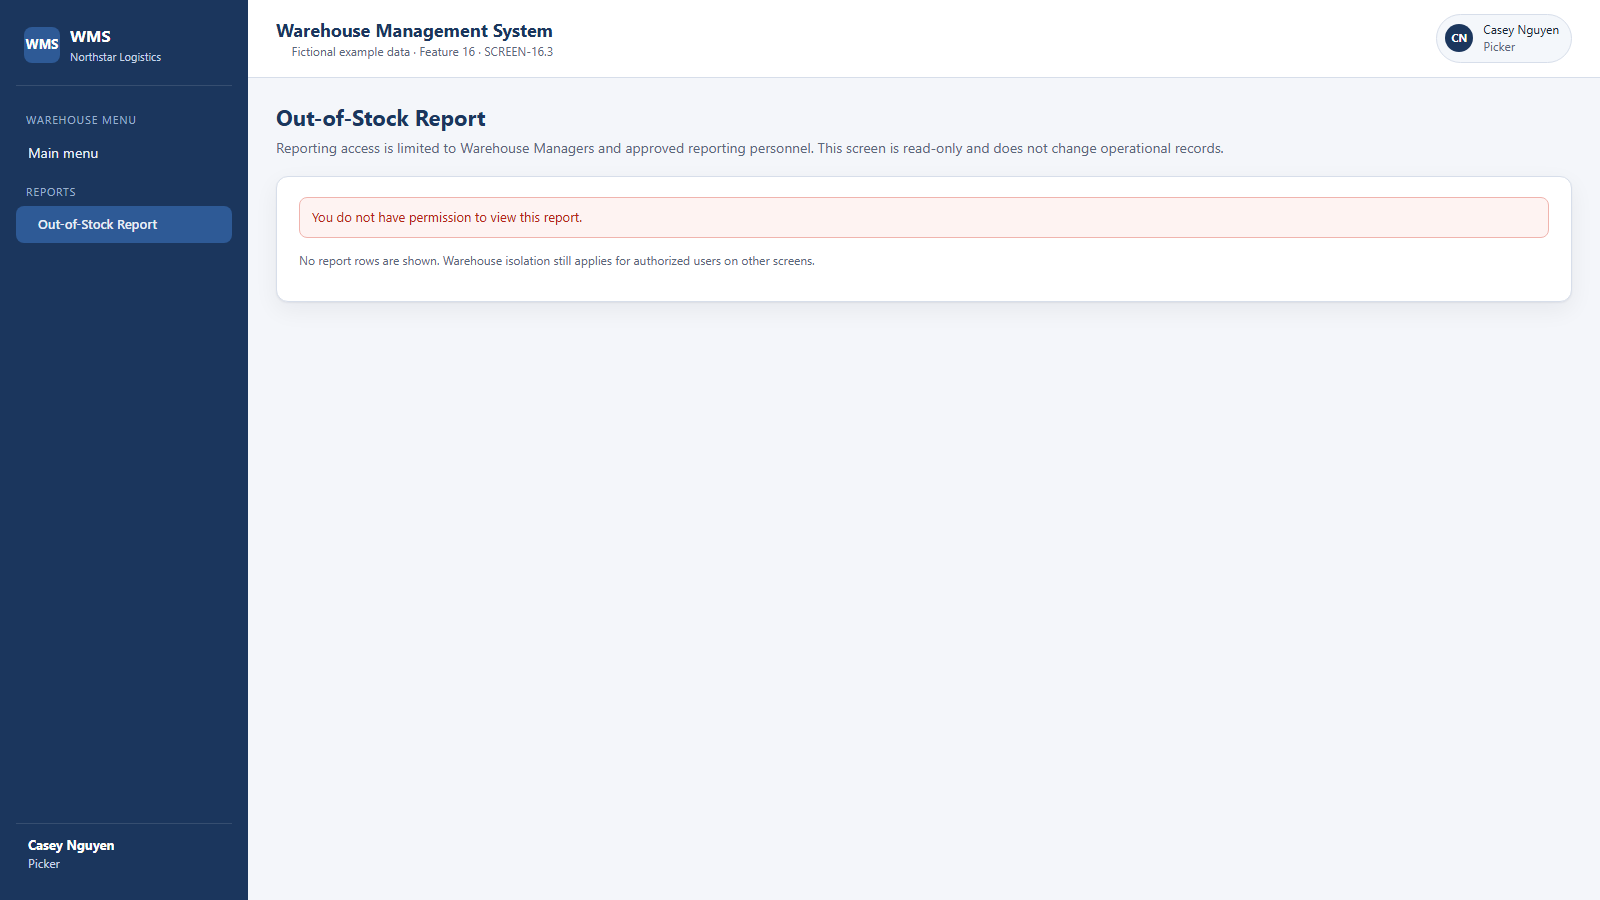 WMS
WMS
Northstar Logistics
WAREHOUSE MENU
Main menu
REPORTS
Out-of-Stock Report
Casey Nguyen
Picker
Warehouse Management System
Fictional example data · Feature 16 · SCREEN-16.3
CN
Casey Nguyen
Picker
Out-of-Stock Report
Reporting access is limited to Warehouse Managers and approved reporting personnel. This screen is read-only and does not change operational records.
You do not have permission to view this report.
No report rows are shown. Warehouse isolation still applies for authorized users on other screens.